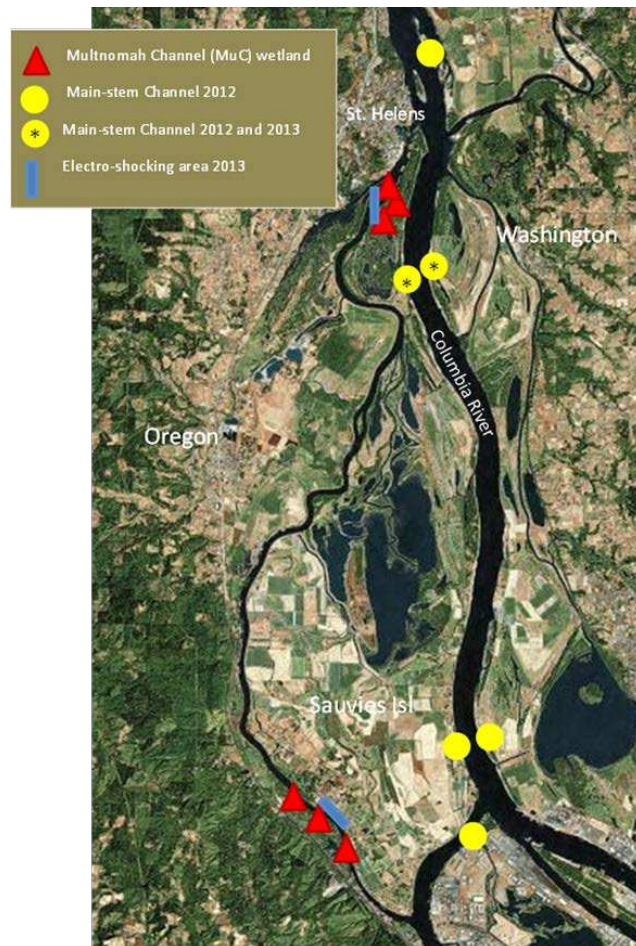 Multnomah Channel (MuC) wetland
Main-stem Channel 2012
* Main-stem Channel 2012 and 2013
Electro-shocking area 2013
St. Helens
Washington
* *
Columbia River
Oregon
Sauvies Isl